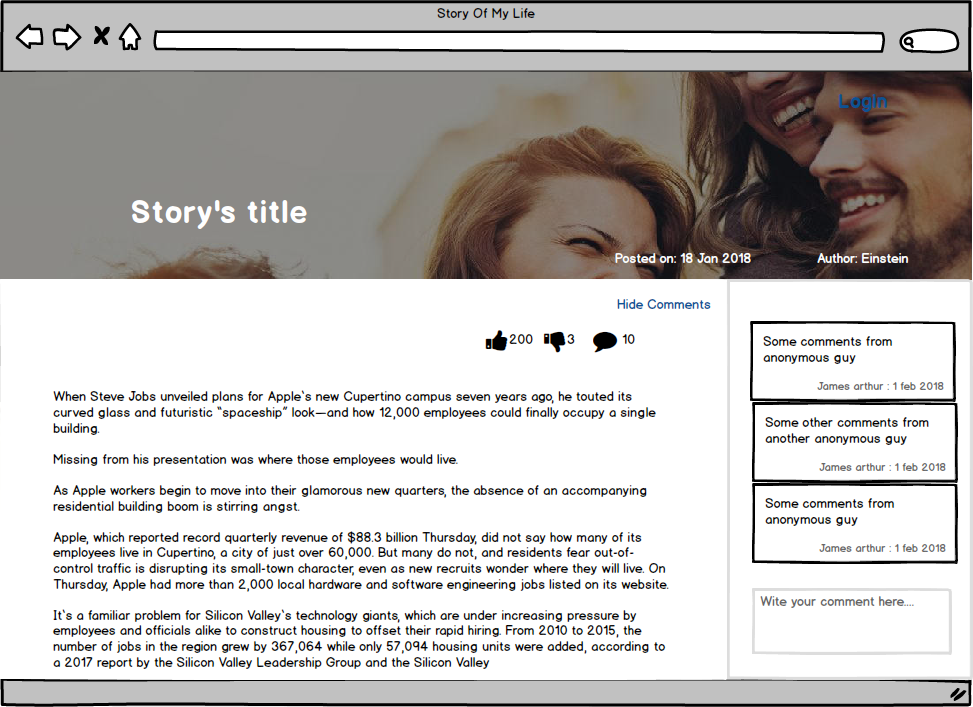 Story Of My Life
Login
Story's title
Posted on: 18 Jan 2018
Author: Einstein
Hide Comments
200 3 10
When Steve Jobs unveiled plans for Apple`s new Cupertino campus seven years ago, he touted its
curved glass and futuristic “spaceship” look—and how 12,000 employees could finally occupy a single
building.
Missing from his presentation was where those employees would live.
As Apple workers begin to move into their glamorous new quarters, the absence of an accompanying
residential building boom is stirring angst.
Apple, which reported record quarterly revenue of $88.3 billion Thursday, did not say how many of its
employees live in Cupertino, a city of just over 60,000. But many do not, and residents fear out-of-
control traffic is disrupting its small-town character, even as new recruits wonder where they will live. On
Thursday, Apple had more than 2,000 local hardware and software engineering jobs listed on its website.
It`s a familiar problem for Silicon Valley`s technology giants, which are under increasing pressure by
employees and officials alike to construct housing to offset their rapid hiring. From 2010 to 2015, the
number of jobs in the region grew by 367,064 while only 57,094 housing units were added, according to
a 2017 report by the Silicon Valley Leadership Group and the Silicon Valley
Some comments from
anonymous guy
James arthur : 1 feb 2018
Some other comments from
another anonymous guy
James arthur : 1 feb 2018
Some comments from
anonymous guy
James arthur : 1 feb 2018
Wite your comment here....